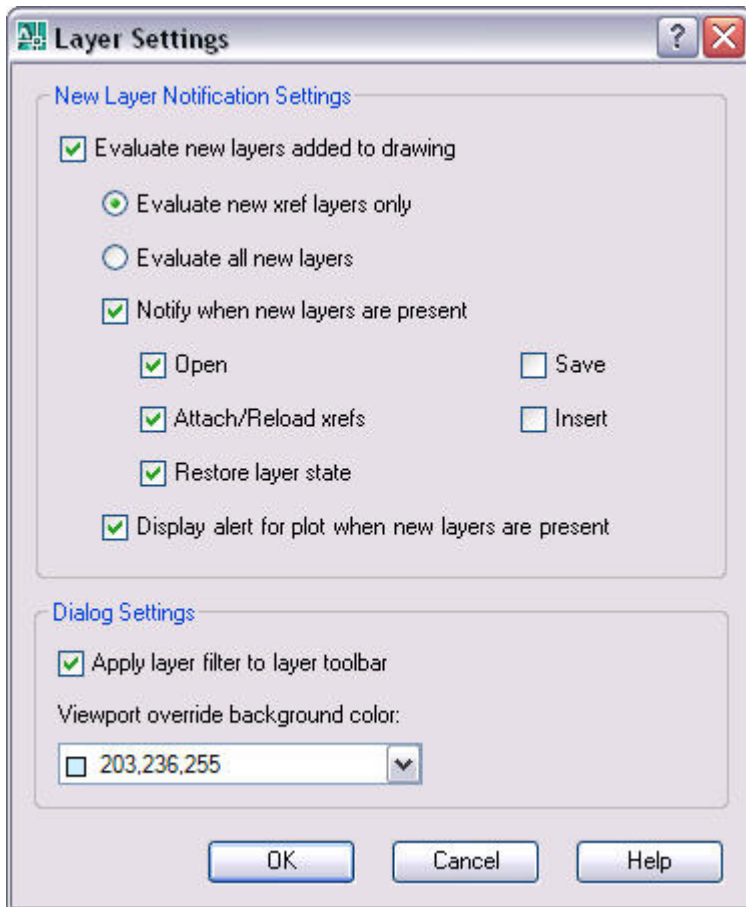 Layer Settings
New Layer Notification Settings
Evaluate new layers added to drawing
Evaluate new xref layers only
Evaluate all new layers
Notify when new layers are present
Open
Save
Attach/Reload xrefs
Insert
Restore layer state
Display alert for plot when new layers are present
Dialog Settings
Apply layer filter to layer toolbar
Viewport override background color:
203,236,255
OK
Cancel
Help